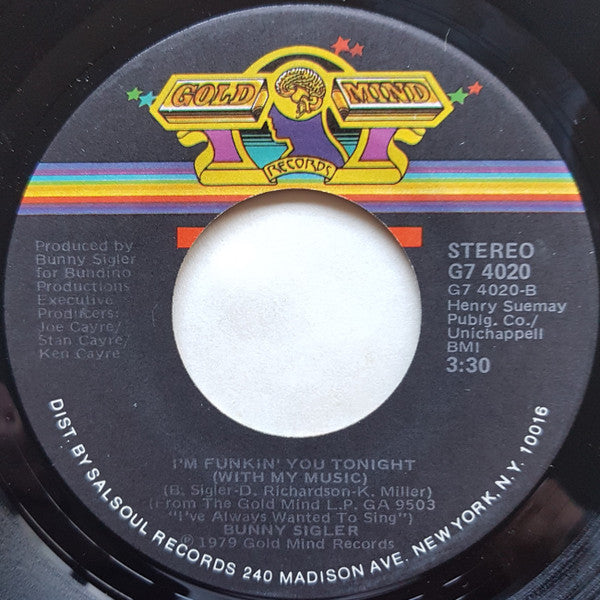 GOLD MIND
RECORDS
Produced by
Bunny Sigler
for Bundino
Productions
Executive
Producers:
Joe Cayre/
Stan Cayre/
Ken Cayre
STEREO
G7 4020
G7 4020-B
Henry Suemay
Publg. Co./
Unichappell
BMI
3:30
I'M FUNKIN' YOU TONIGHT
(WITH MY MUSIC)
(B. Sigler-D. Richardson-K. Miller)
(From The Gold Mind L.P. GA 9503
"I've Always Wanted To Sing")
BUNNY SIGLER
℗ 1979 Gold Mind Records
DIST. BY SALSOUL RECORDS 240 MADISON AVE. NEW YORK, N.Y. 10016